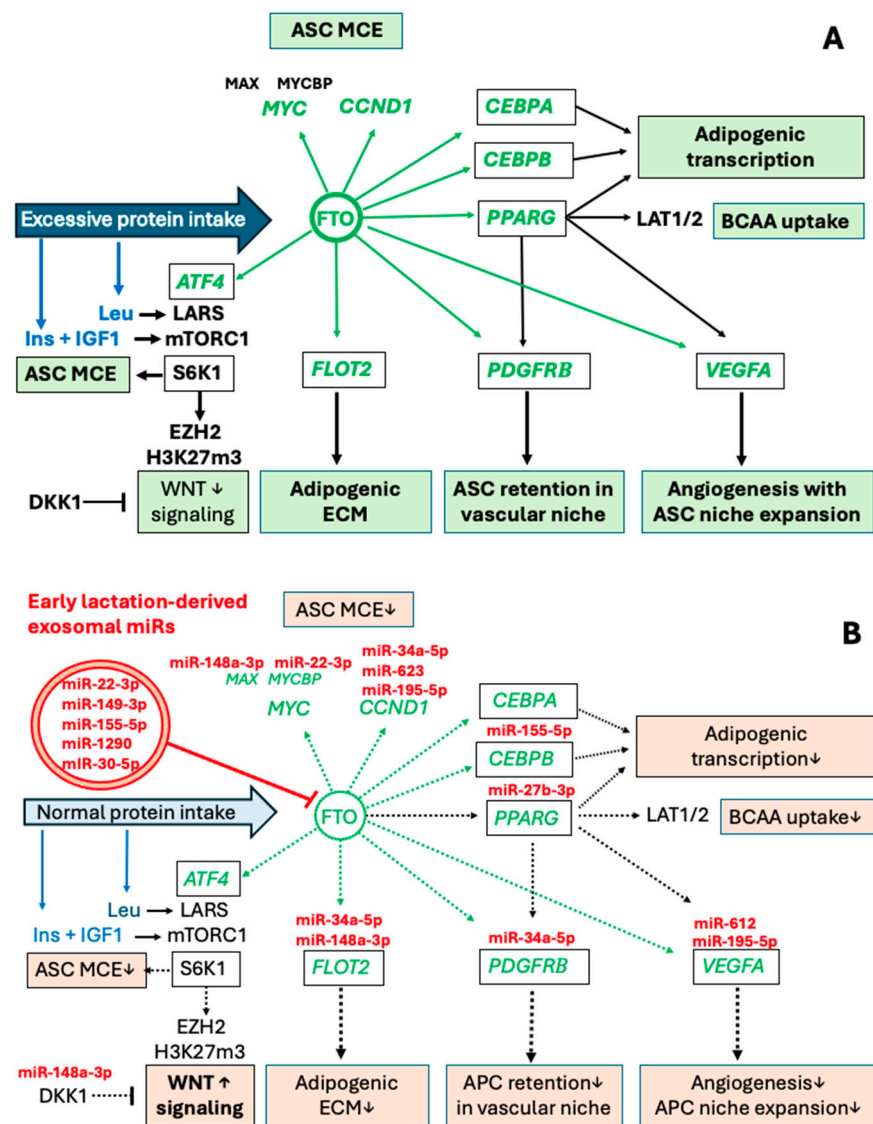 ASC MCE
A
MAX MYCBP
MYC CCND1
CEBPA
Adipogenic
transcription
CEBPB
Excessive protein intake
FTO
PPARG
LAT1/2
BCAA uptake
ATF4
Leu LARS
Ins + IGF1 mTORC1
ASC MCE
S6K1
FLOT2
PDGFRB
VEGFA
EZH2
H3K27m3
DKK1
WNT ↓
signaling
Adipogenic
ECM
ASC retention in
vascular niche
Angiogenesis with
ASC niche expansion
B
Early lactation-derived
exosomal miRs
ASC MCE↓
miR-22-3p
miR-149-3p
miR-155-5p
miR-1290
mIR-30-5p
miR-148a-3p miR-22-3p
MAX MYCBP
MYC
miR-34a-5p
miR-623
miR-195-5p
CCND1
CEBPA
miR-155-5p
CEBPB
Adipogenic
transcription↓
Normal protein intake
FTO
miR-27b-3p
PPARG
LAT1/2
BCAA uptake↓
ATF4
Leu LARS
Ins + IGF1 mTORC1
ASC MCE↓
S6K1
miR-34a-5p
miR-148a-3p
FLOT2
miR-34a-5p
PDGFRB
miR-612
miR-195-5p
VEGFA
EZH2
H3K27m3
miR-148a-3p
DKK1
WNT ↑
signaling
Adipogenic
ECM↓
APC retention↓
in vascular niche
Angiogenesis↓
APC niche expansion↓